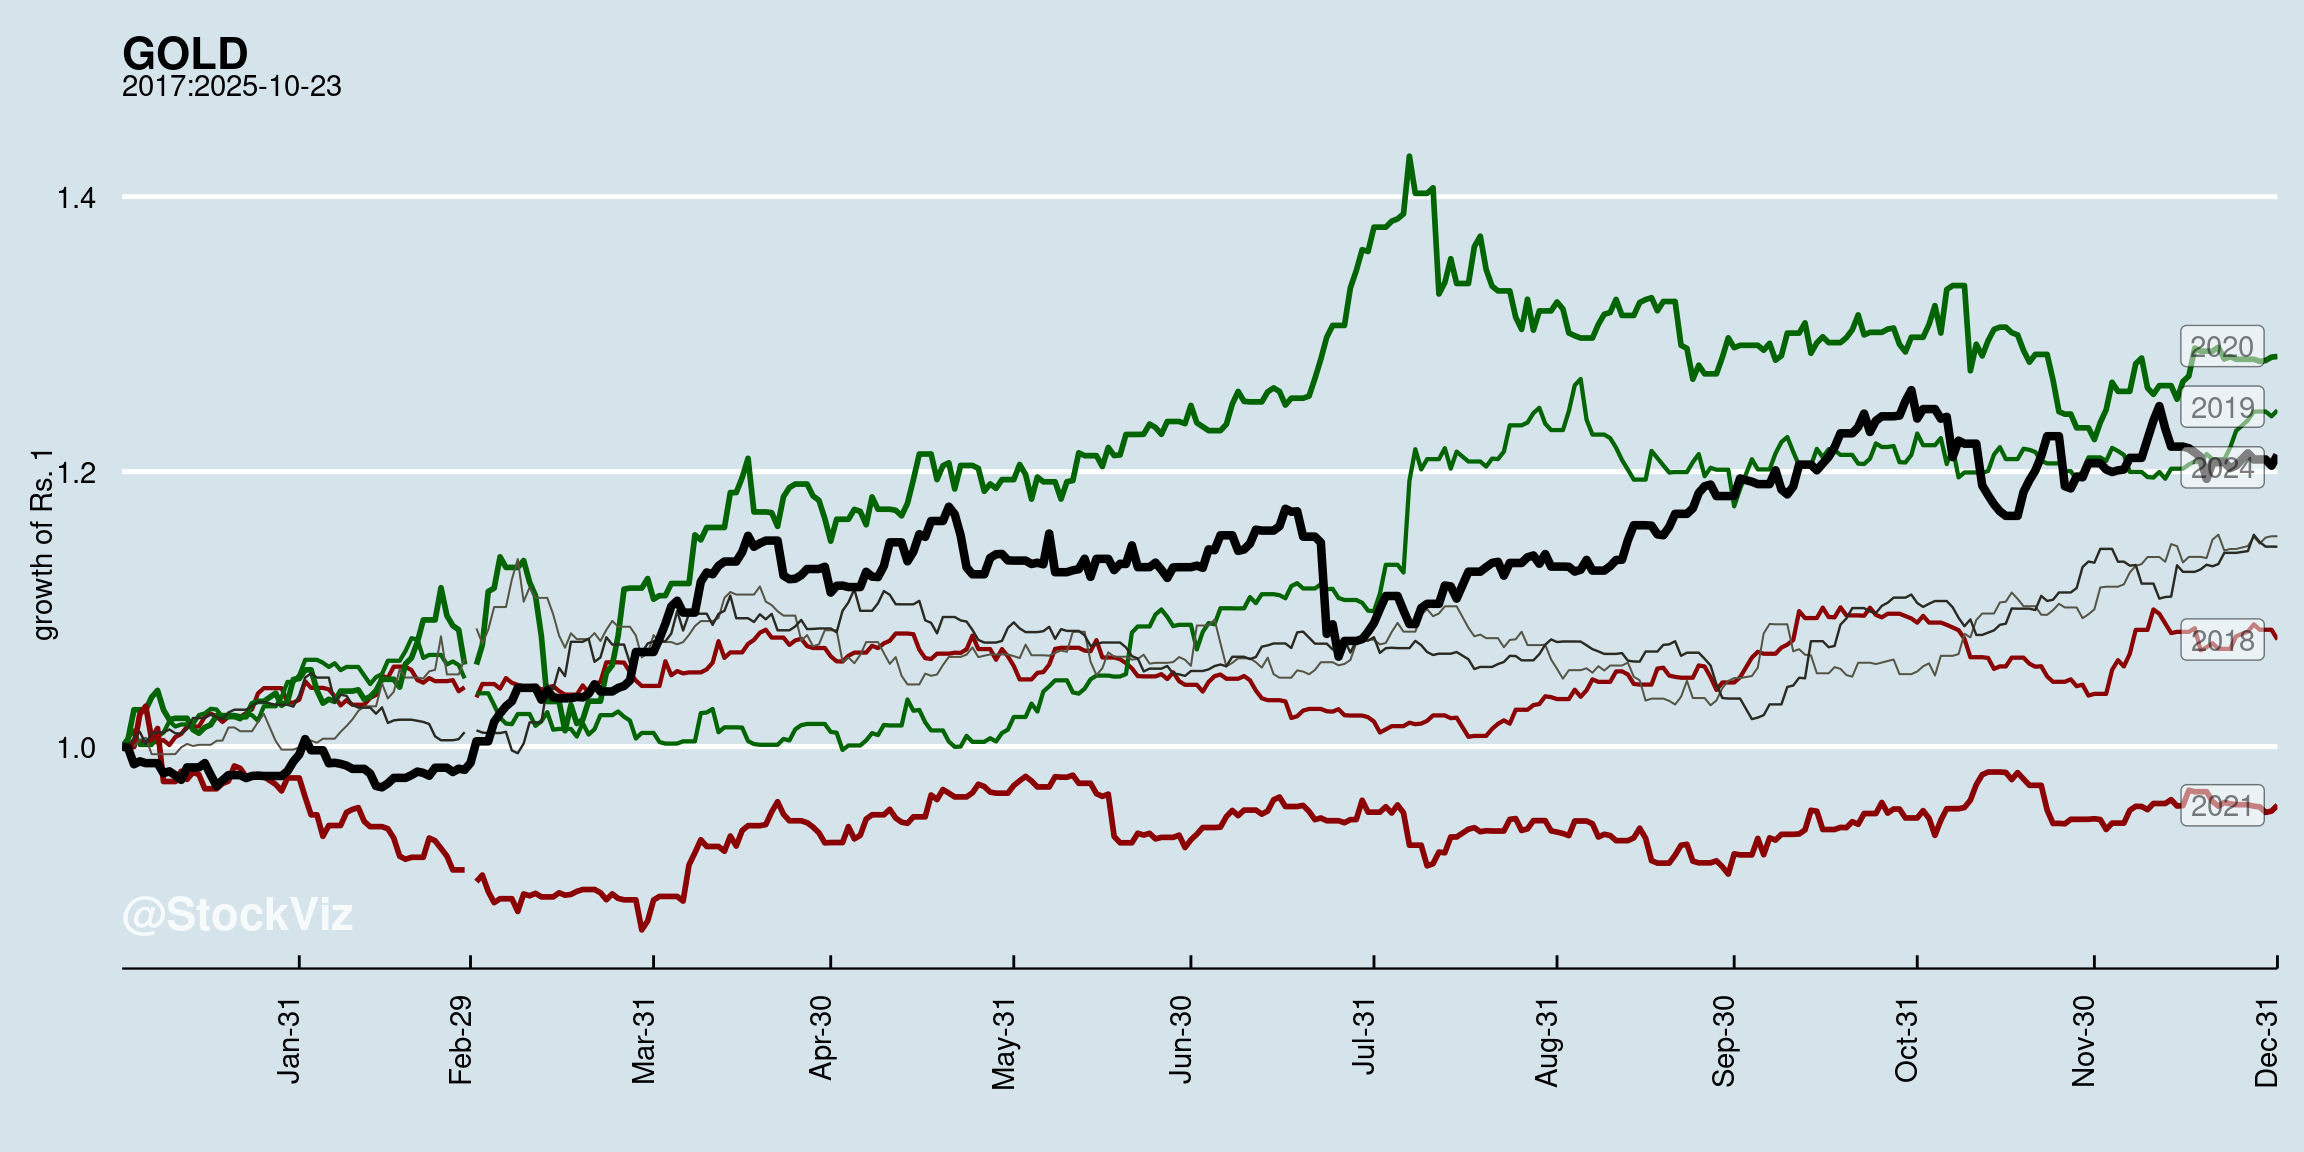 GOLD
2017:2025-10-23
growth of Rs. 1
1.4
1.2
1.0
2020
2019
2024
2018
2021
@StockViz
Jan-31
Feb-29
Mar-31
Apr-30
May-31
Jun-30
Jul-31
Aug-31
Sep-30
Oct-31
Nov-30
Dec-31